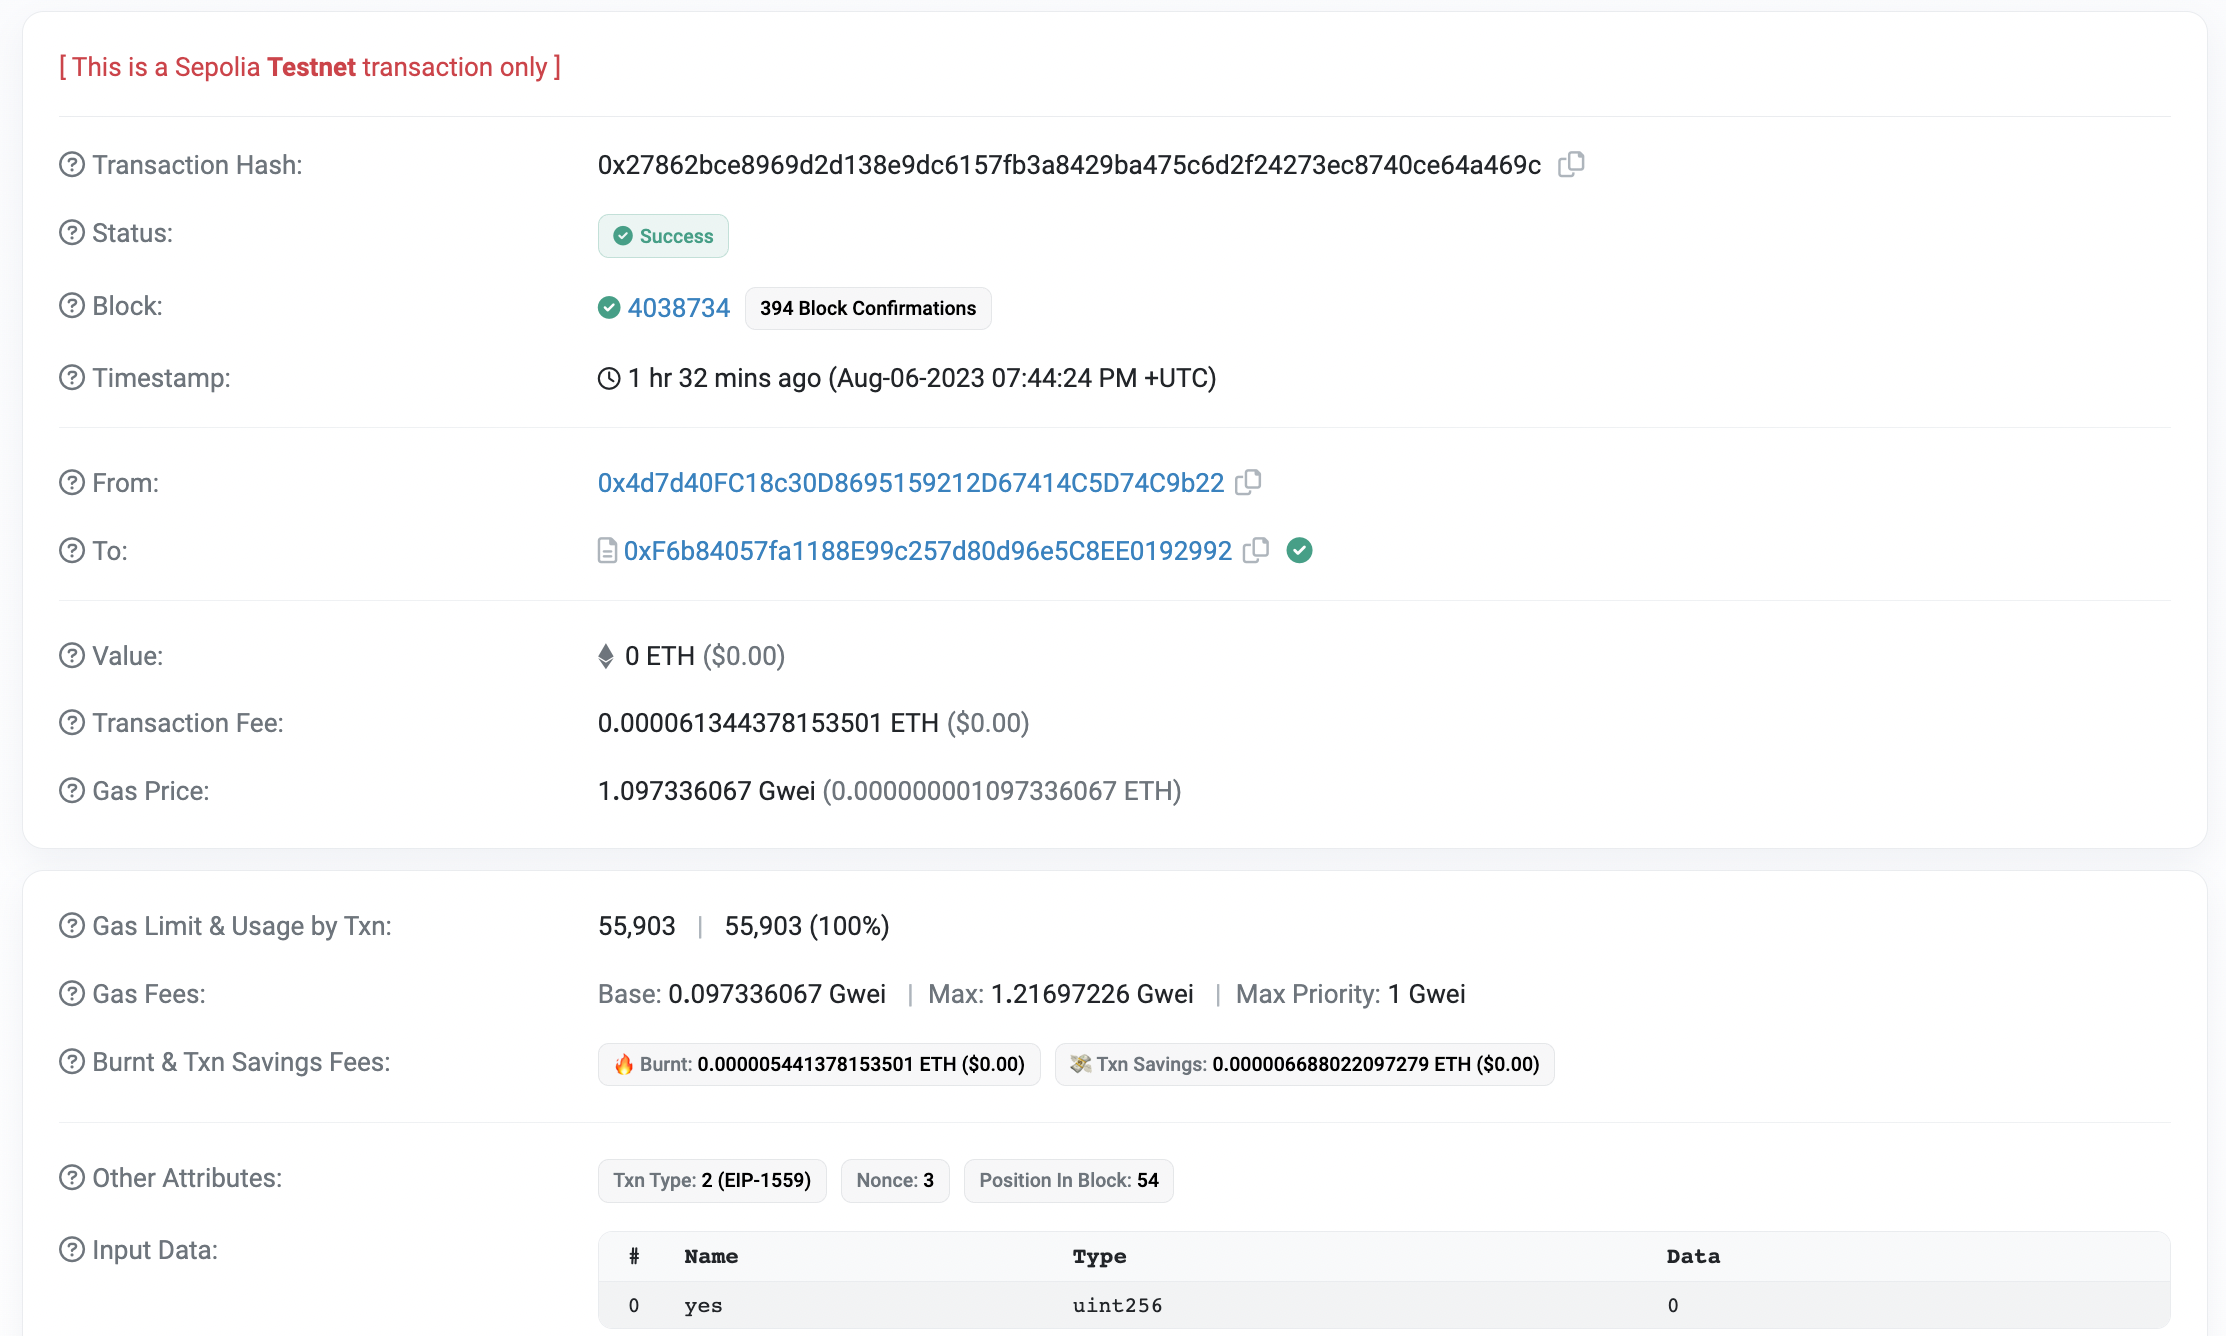 [ This is a Sepolia Testnet transaction only ]
Transaction Hash: 0x27862bce8969d2d138e9dc6157fb3a8429ba475c6d2f24273ec8740ce64a469c
Status: Success
Block: 4038734 394 Block Confirmations
Timestamp: 1 hr 32 mins ago (Aug-06-2023 07:44:24 PM +UTC)
From: 0x4d7d40FC18c30D8695159212D67414C5D74C9b22
To: 0xF6b84057fa1188E99c257d80d96e5C8EE0192992
Value: 0 ETH ($0.00)
Transaction Fee: 0.000061344378153501 ETH ($0.00)
Gas Price: 1.097336067 Gwei (0.000000001097336067 ETH)
Gas Limit & Usage by Txn: 55,903 | 55,903 (100%)
Gas Fees: Base: 0.097336067 Gwei | Max: 1.21697226 Gwei | Max Priority: 1 Gwei
Burnt & Txn Savings Fees: Burnt: 0.000005441378153501 ETH ($0.00) Txn Savings: 0.000006688022097279 ETH ($0.00)
Other Attributes: Txn Type: 2 (EIP-1559) Nonce: 3 Position In Block: 54
Input Data: # Name Type Data
0 yes uint256 0